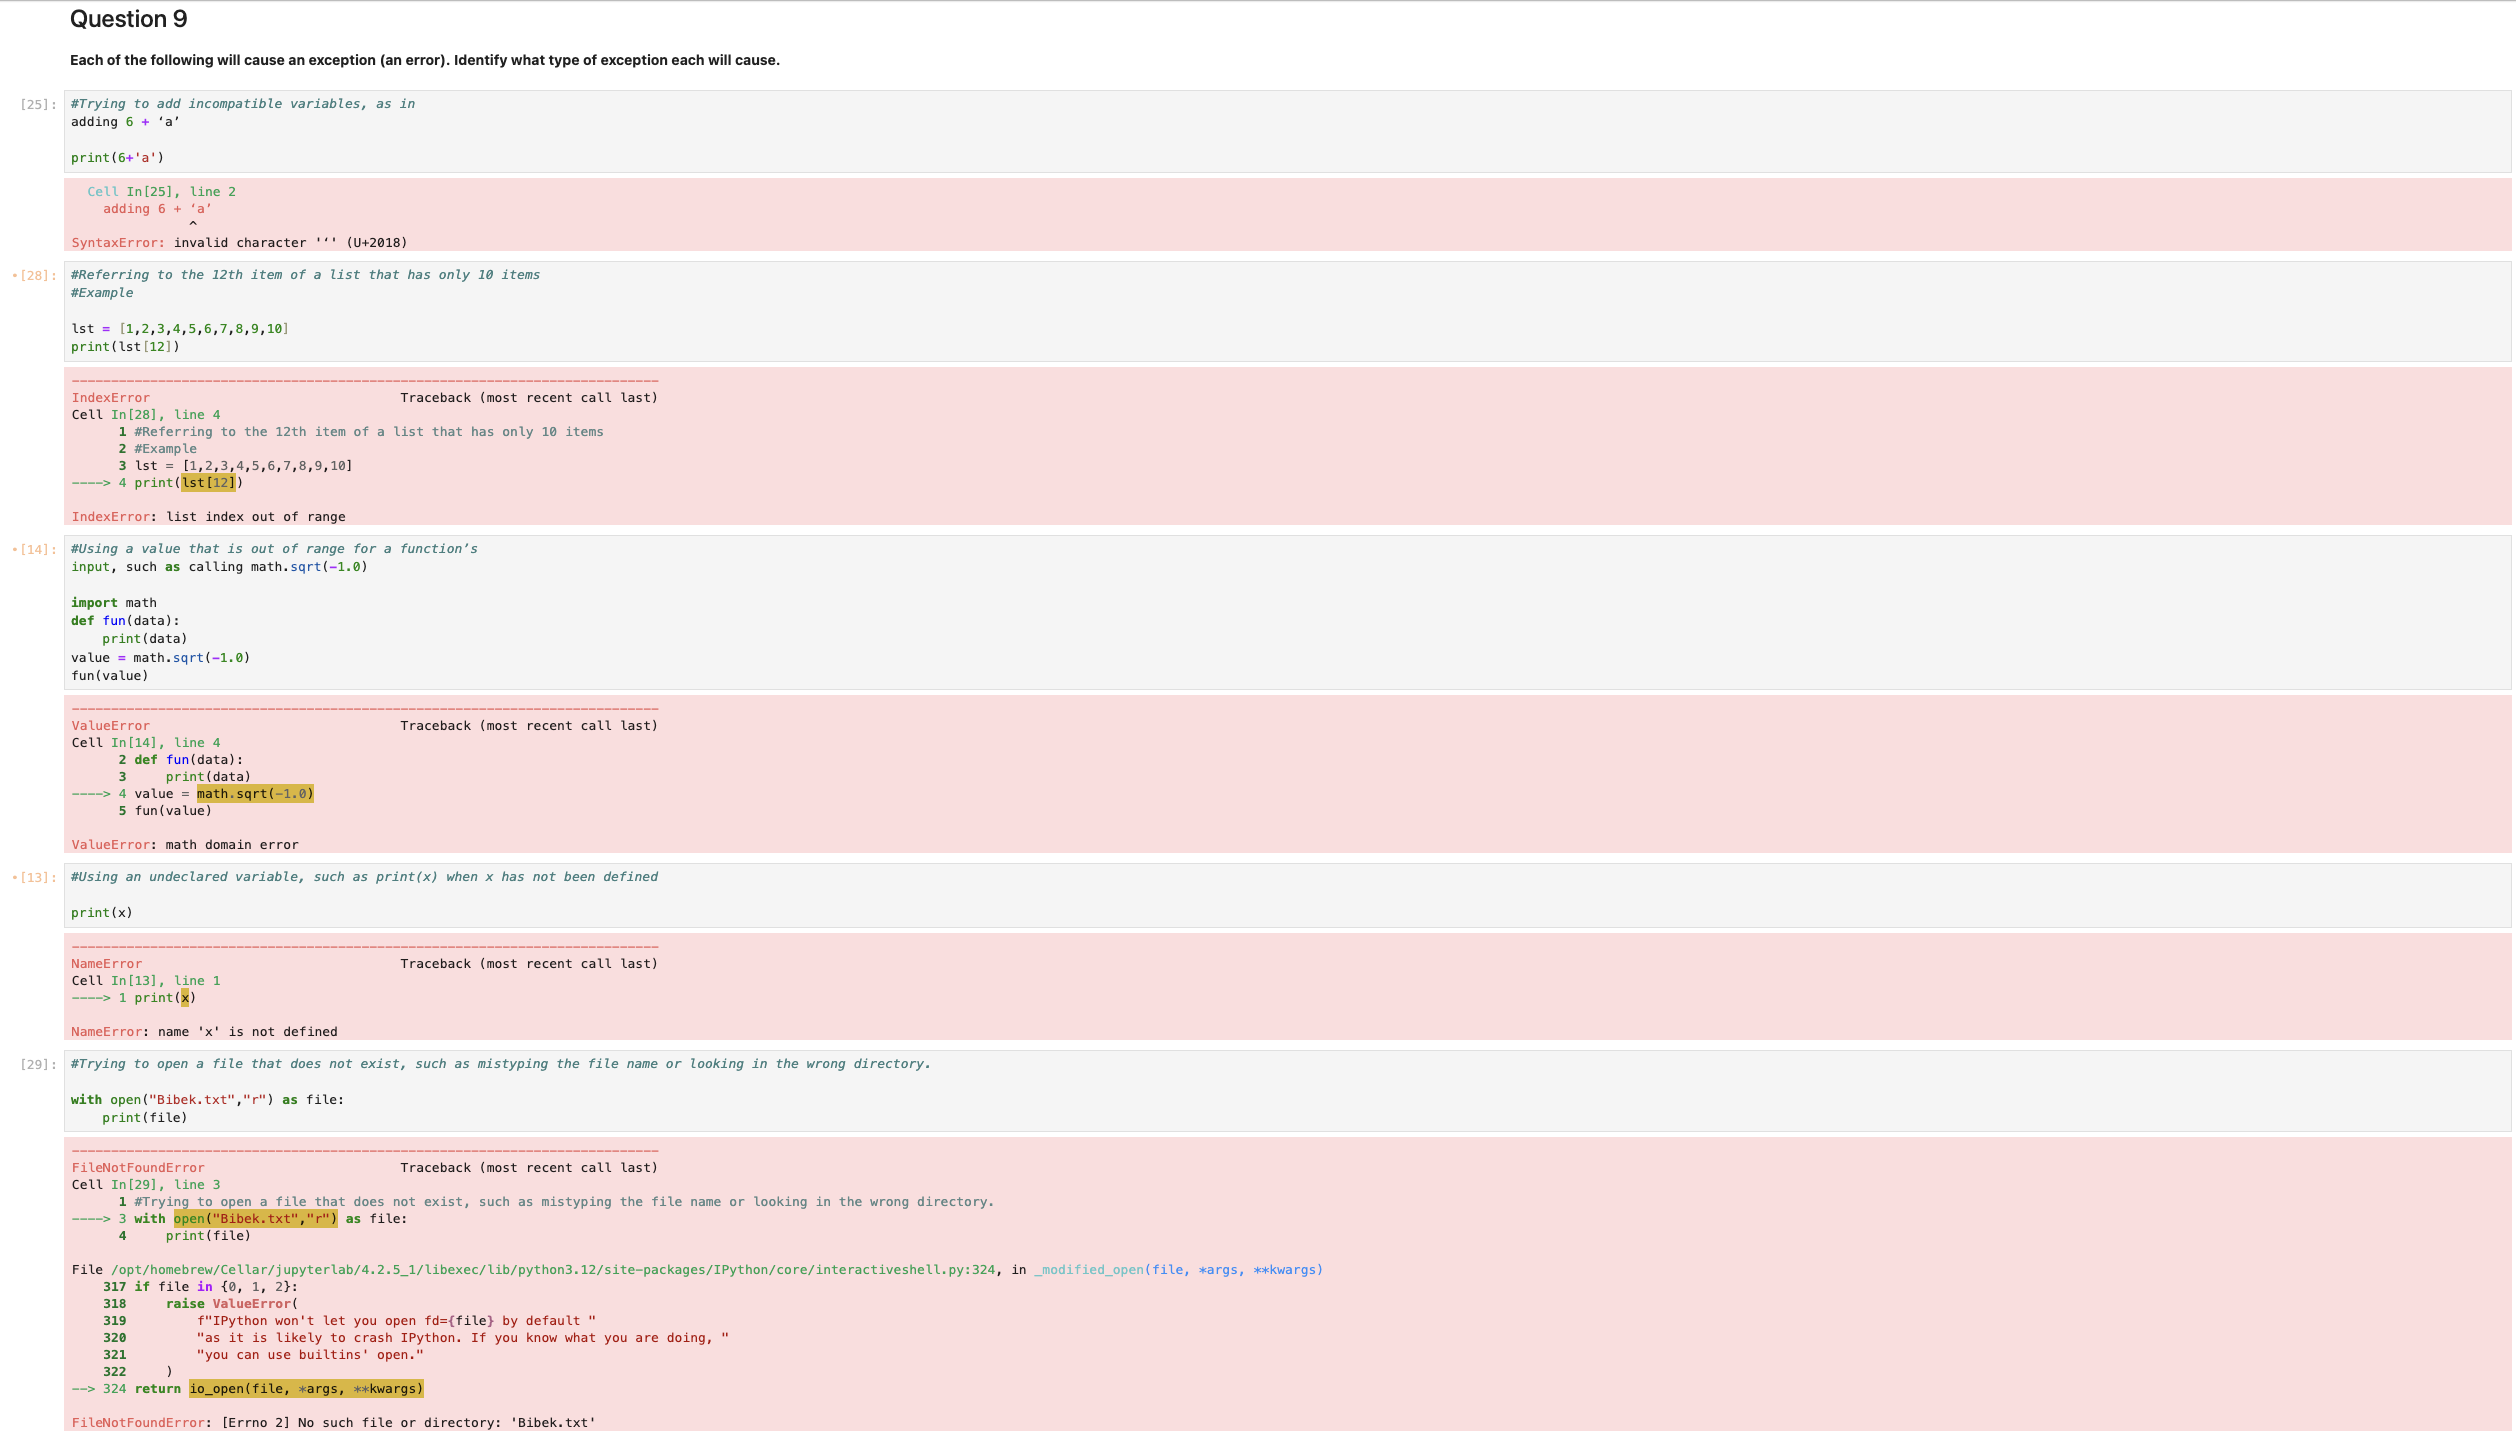 Question 9
Each of the following will cause an exception (an error). Identify what type of exception each will cause.
[25]: #Trying to add incompatible variables, as in
adding 6 + ‘a’
print(6+'a')
Cell In[25], line 2
adding 6 + ‘a’
^
SyntaxError: invalid character '‘' (U+2018)
•[28]: #Referring to the 12th item of a list that has only 10 items
#Example
lst = [1,2,3,4,5,6,7,8,9,10]
print(lst[12])
---------------------------------------------------------------------------
IndexError Traceback (most recent call last)
Cell In[28], line 4
1 #Referring to the 12th item of a list that has only 10 items
2 #Example
3 lst = [1,2,3,4,5,6,7,8,9,10]
----> 4 print(lst[12])
IndexError: list index out of range
•[14]: #Using a value that is out of range for a function’s
input, such as calling math.sqrt(-1.0)
import math
def fun(data):
print(data)
value = math.sqrt(-1.0)
fun(value)
---------------------------------------------------------------------------
ValueError Traceback (most recent call last)
Cell In[14], line 4
2 def fun(data):
3 print(data)
----> 4 value = math.sqrt(-1.0)
5 fun(value)
ValueError: math domain error
•[13]: #Using an undeclared variable, such as print(x) when x has not been defined
print(x)
---------------------------------------------------------------------------
NameError Traceback (most recent call last)
Cell In[13], line 1
----> 1 print(x)
NameError: name 'x' is not defined
[29]: #Trying to open a file that does not exist, such as mistyping the file name or looking in the wrong directory.
with open("Bibek.txt","r") as file:
print(file)
---------------------------------------------------------------------------
FileNotFoundError Traceback (most recent call last)
Cell In[29], line 3
1 #Trying to open a file that does not exist, such as mistyping the file name or looking in the wrong directory.
----> 3 with open("Bibek.txt","r") as file:
4 print(file)
File /opt/homebrew/Cellar/jupyterlab/4.2.5_1/libexec/lib/python3.12/site-packages/IPython/core/interactiveshell.py:324, in _modified_open(file, *args, **kwargs)
317 if file in {0, 1, 2}:
318 raise ValueError(
319 f"IPython won't let you open fd={file} by default "
320 "as it is likely to crash IPython. If you know what you are doing, "
321 "you can use builtins' open."
322 )
--> 324 return io_open(file, *args, **kwargs)
FileNotFoundError: [Errno 2] No such file or directory: 'Bibek.txt'